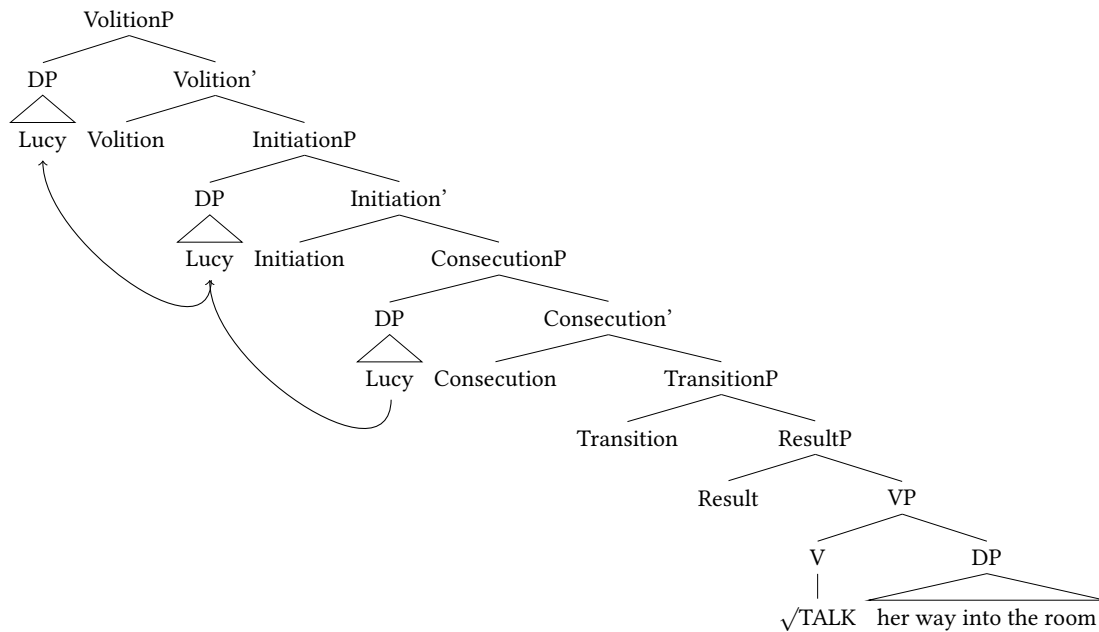 VolitionP
DP Volition’
Lucy Volition InitiationP
DP Initiation’
Lucy Initiation ConsecutionP
DP Consecution’
Lucy Consecution TransitionP
Transition ResultP
Result VP
V DP
√TALK her way into the room